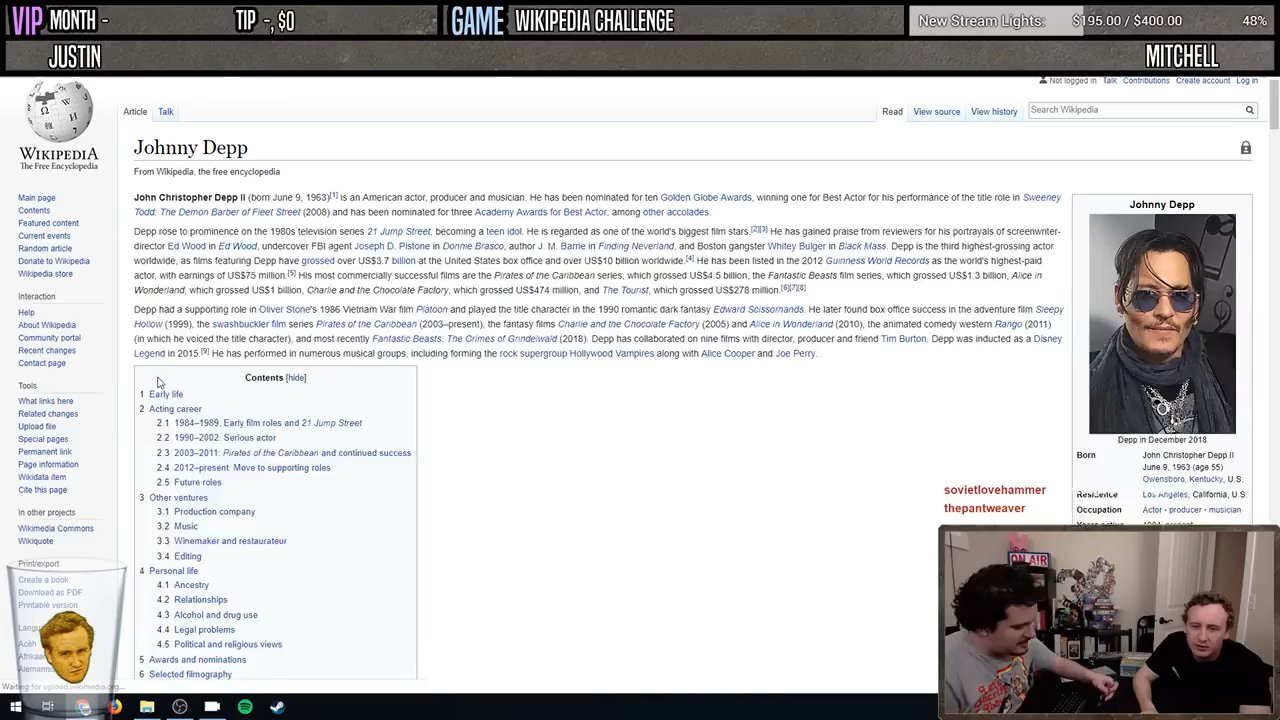 VIP MONTH -
TIP -, $0
GAME WIKIPEDIA CHALLENGE
New Stream Lights: $195.00 / $400.00 48%
JUSTIN
MITCHELL
Not logged in Talk Contributions Create account Log in
WIKIPEDIA
The Free Encyclopedia
Article Talk
Read View source View history
Search Wikipedia
Johnny Depp
From Wikipedia, the free encyclopedia
Main page
Contents
Featured content
Current events
Random article
Donate to Wikipedia
Wikipedia store
Interaction
Help
About Wikipedia
Community portal
Recent changes
Contact page
Tools
What links here
Related changes
Upload file
Special pages
Permanent link
Page information
Wikidata item
Cite this page
In other projects
Wikimedia Commons
Wikiquote
Print/export
Create a book
Download as PDF
Printable version
Acèh
John Christopher Depp II (born June 9, 1963)[1] is an American actor, producer and musician. He has been nominated for ten Golden Globe Awards, winning one for Best Actor for his performance of the title role in Sweeney
Todd: The Demon Barber of Fleet Street (2008) and has been nominated for three Academy Awards for Best Actor, among other accolades.
Depp rose to prominence on the 1980s television series 21 Jump Street, becoming a teen idol. He is regarded as one of the world's biggest film stars.[2][3] He has gained praise from reviewers for his portrayals of screenwriter-
director Ed Wood in Ed Wood, undercover FBI agent Joseph D. Pistone in Donnie Brasco, author J. M. Barrie in Finding Neverland, and Boston gangster Whitey Bulger in Black Mass. Depp is the third highest-grossing actor
worldwide, as films featuring Depp have grossed over US$3.7 billion at the United States box office and over US$10 billion worldwide.[4] He has been listed in the 2012 Guinness World Records as the world's highest-paid
actor, with earnings of US$75 million.[5] His most commercially successful films are the Pirates of the Caribbean series, which grossed US$4.5 billion, the Fantastic Beasts film series, which grossed US$1.3 billion, Alice in
Wonderland, which grossed US$1 billion, Charlie and the Chocolate Factory, which grossed US$474 million, and The Tourist, which grossed US$278 million.[6][7][8]
Depp had a supporting role in Oliver Stone's 1986 Vietnam War film Platoon and played the title character in the 1990 romantic dark fantasy Edward Scissorhands. He later found box office success in the adventure film Sleepy
Hollow (1999), the swashbuckler film series Pirates of the Caribbean (2003–present), the fantasy films Charlie and the Chocolate Factory (2005) and Alice in Wonderland (2010), the animated comedy western Rango (2011)
(in which he voiced the title character), and most recently Fantastic Beasts: The Crimes of Grindelwald (2018). Depp has collaborated on nine films with director, producer and friend Tim Burton. Depp was inducted as a Disney
Legend in 2015.[9] He has performed in numerous musical groups, including forming the rock supergroup Hollywood Vampires along with Alice Cooper and Joe Perry.
Contents [hide]
1 Early life
2 Acting career
2.1 1984–1989: Early film roles and 21 Jump Street
2.2 1990–2002: Serious actor
2.3 2003–2011: Pirates of the Caribbean and continued success
2.4 2012–present: Move to supporting roles
2.5 Future roles
3 Other ventures
3.1 Production company
3.2 Music
3.3 Winemaker and restaurateur
3.4 Editing
4 Personal life
4.1 Ancestry
4.2 Relationships
4.3 Alcohol and drug use
4.4 Legal problems
4.5 Political and religious views
5 Awards and nominations
6 Selected filmography
Johnny Depp
Depp in December 2018
Born John Christopher Depp II
June 9, 1963 (age 55)
Owensboro, Kentucky, U.S.
Residence Los Angeles, California, U.S.
Occupation Actor · producer · musician
sovietlovehammer
thepantweaver
ON AIR
Waiting for upload.wikimedia.org...